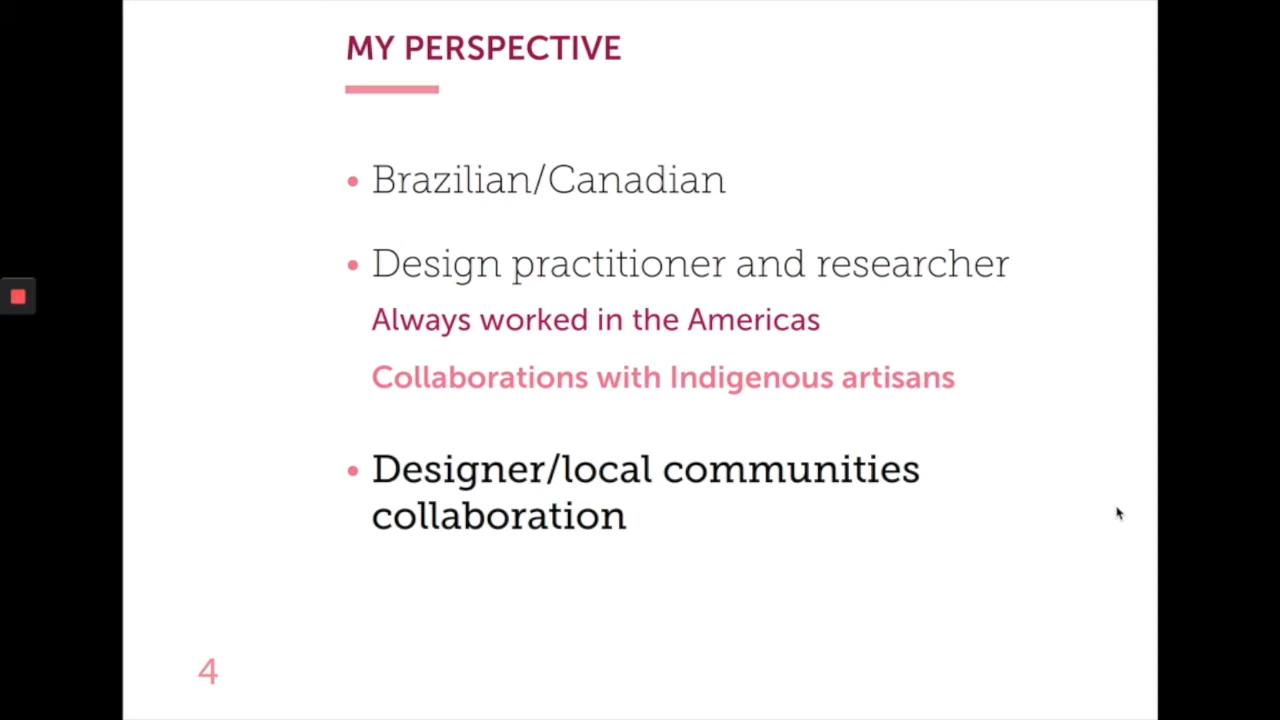 MY PERSPECTIVE
• Brazilian/Canadian
• Design practitioner and researcher
Always worked in the Americas
Collaborations with Indigenous artisans
• Designer/local communities
collaboration
4